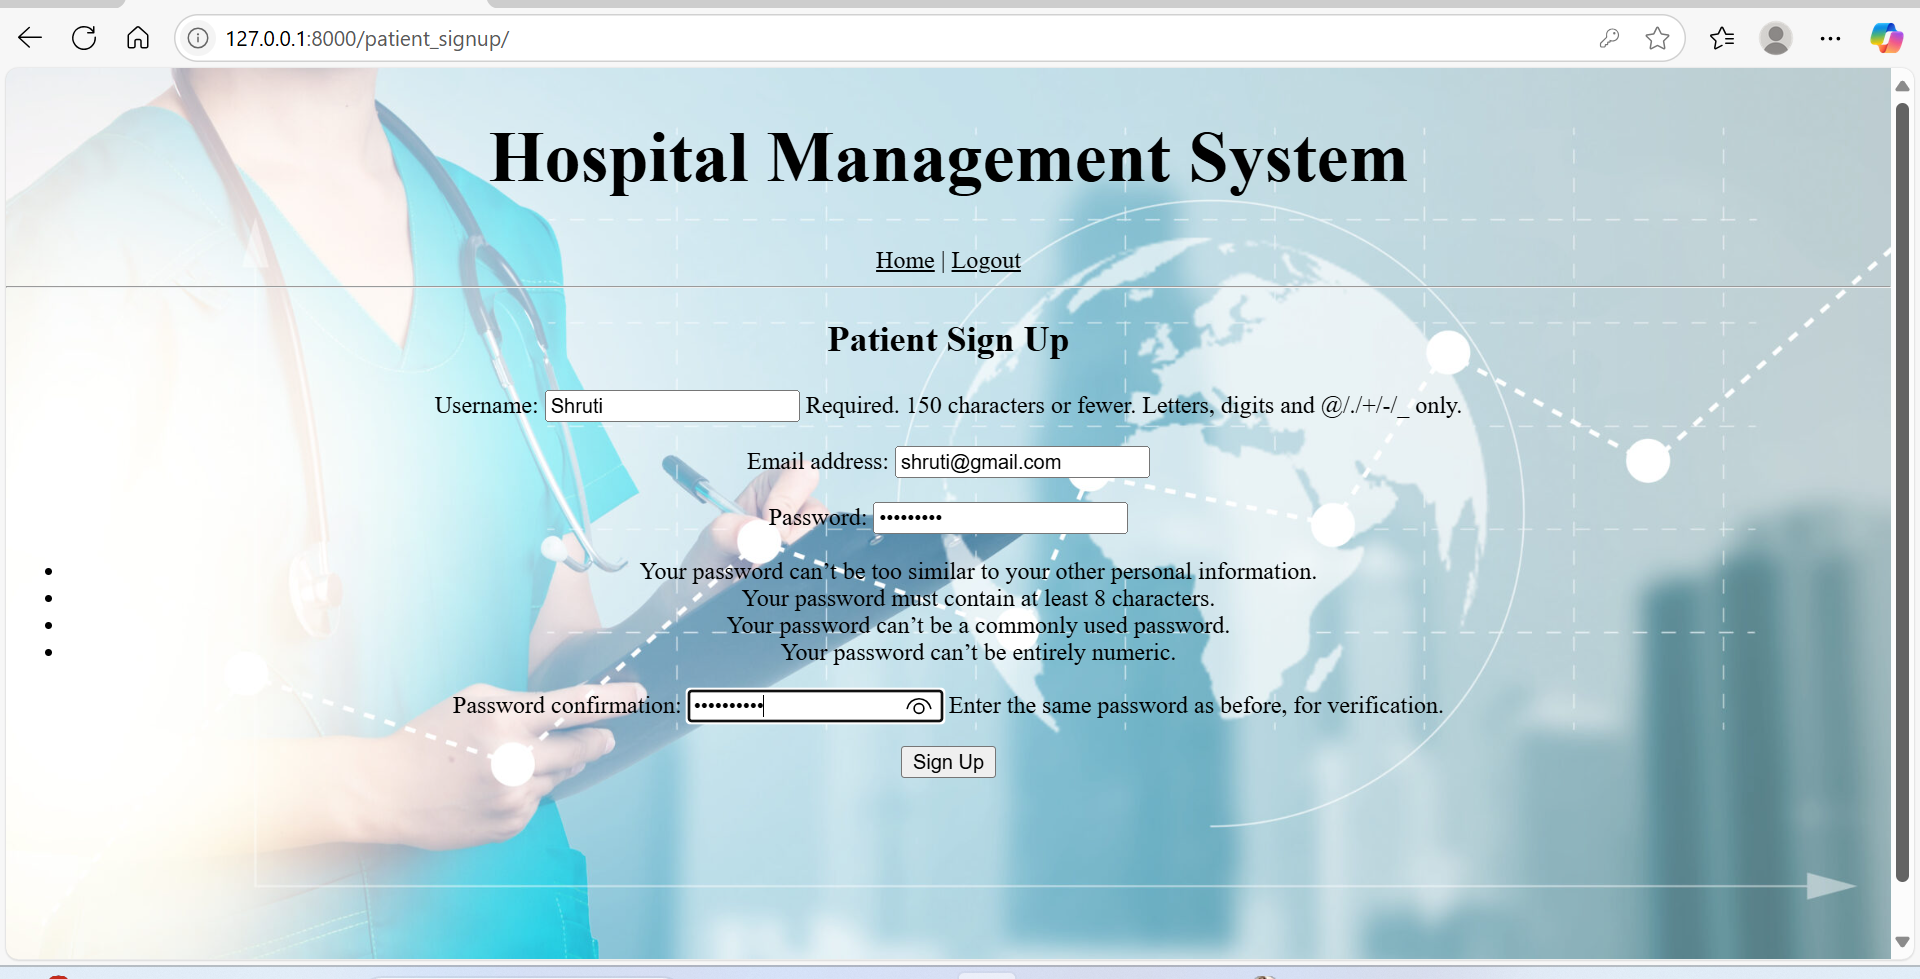 127.0.0.1:8000/patient_signup/
Hospital Management System
Home | Logout
Patient Sign Up
Username: Shruti Required. 150 characters or fewer. Letters, digits and @/./+/-/_ only.
Email address: shruti@gmail.com
Password: •••••••••
• Your password can’t be too similar to your other personal information.
• Your password must contain at least 8 characters.
• Your password can’t be a commonly used password.
• Your password can’t be entirely numeric.
Password confirmation: •••••••••• Enter the same password as before, for verification.
Sign Up